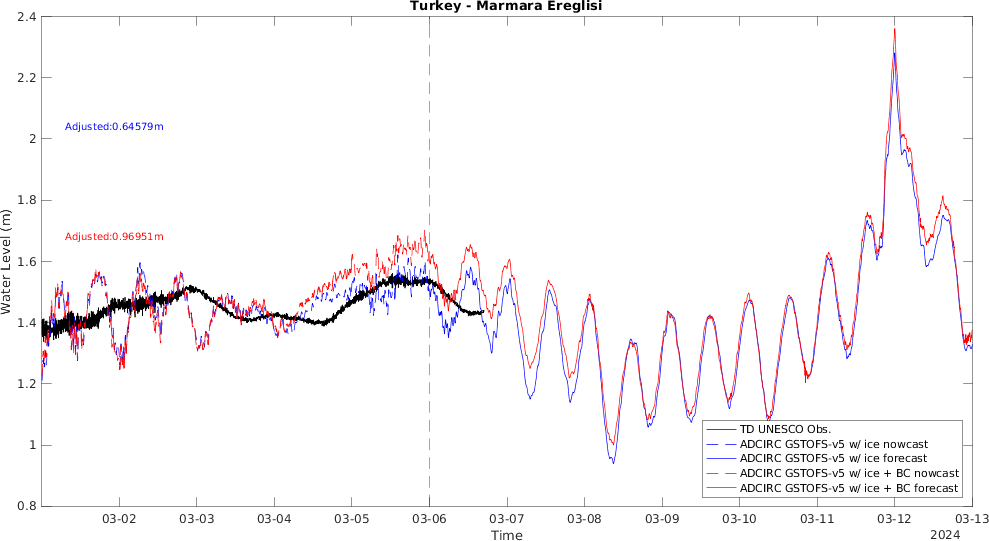 Turkey - Marmara Ereglisi
2.4
2.2
2
1.8
1.6
1.4
1.2
1
0.8
Water Level (m)
Adjusted:0.64579m
Adjusted:0.96951m
TD UNESCO Obs.
ADCIRC GSTOFS-v5 w/ ice nowcast
ADCIRC GSTOFS-v5 w/ ice forecast
ADCIRC GSTOFS-v5 w/ ice + BC nowcast
ADCIRC GSTOFS-v5 w/ ice + BC forecast
03-02 03-03 03-04 03-05 03-06 03-07 03-08 03-09 03-10 03-11 03-12 03-13
Time
2024